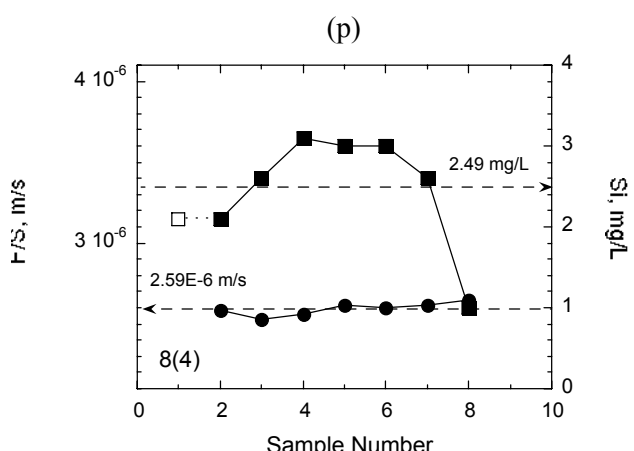 (p)
4 10-6
3 10-6
F/S, m/s
4
3
2
1
0
Si, mg/L
2.49 mg/L
2.59E-6 m/s
8(4)
0 2 4 6 8 10
Sample Number